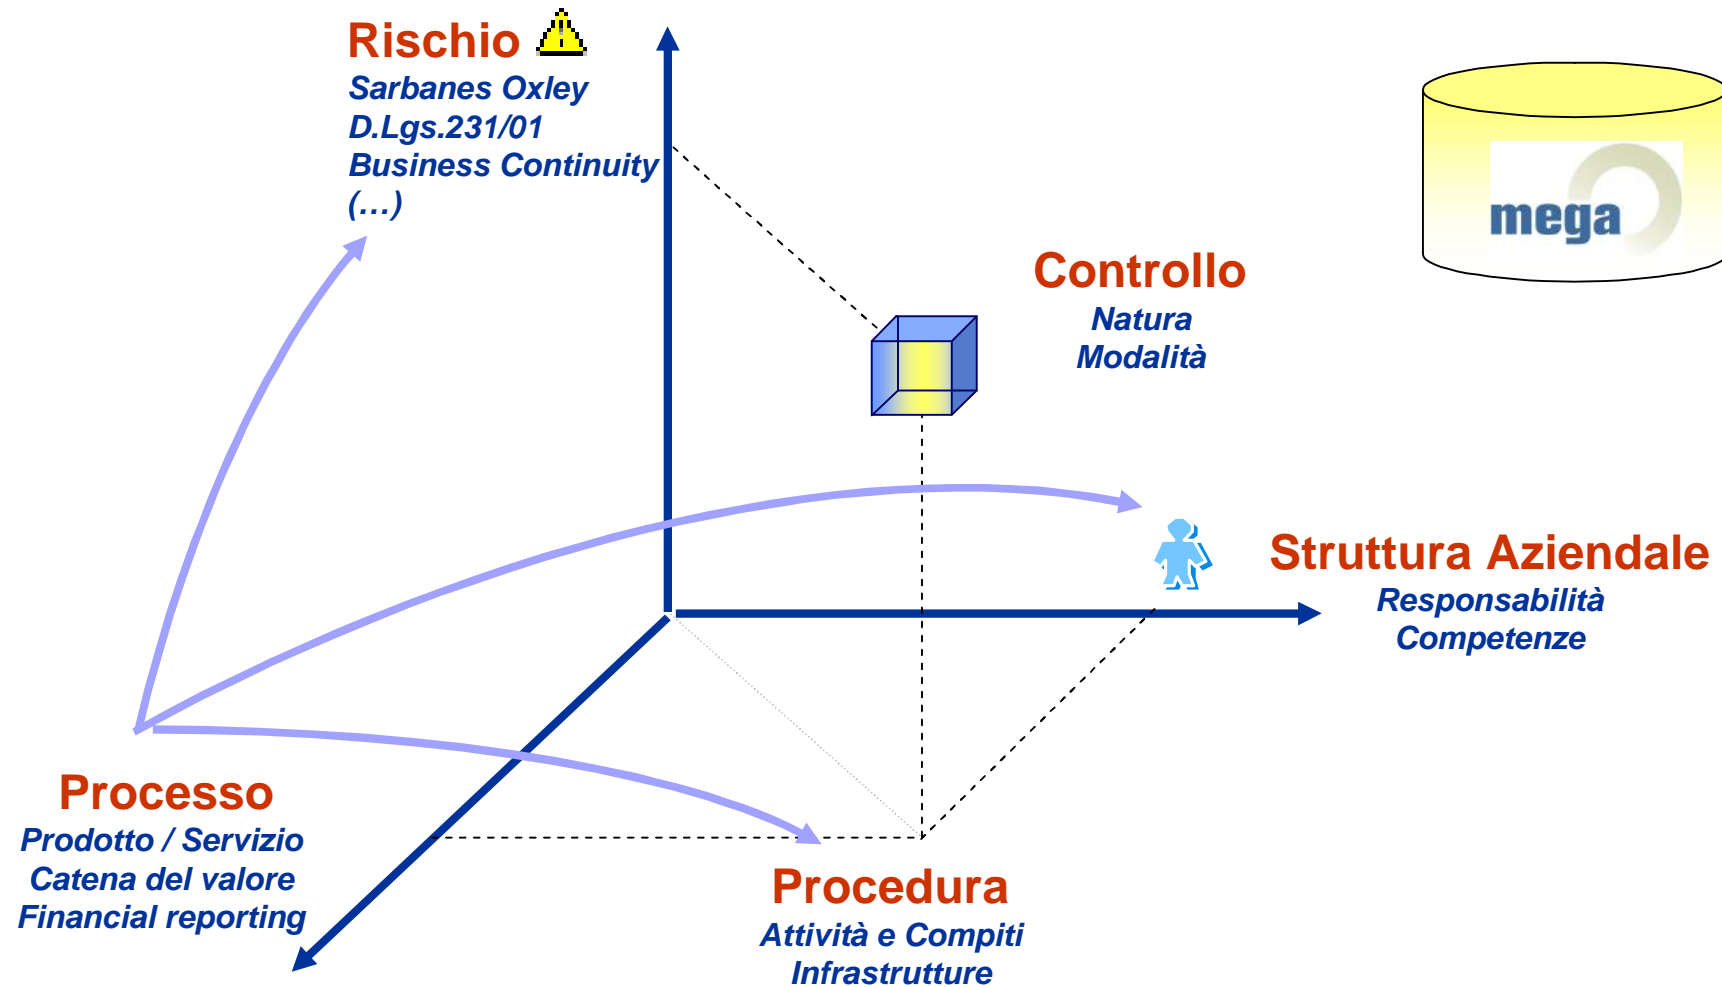 Rischio
Sarbanes Oxley
D.Lgs.231/01
Business Continuity
(…)
mega
Controllo
Natura
Modalità
Struttura Aziendale
Responsabilità
Competenze
Processo
Prodotto / Servizio
Catena del valore
Financial reporting
Procedura
Attività e Compiti
Infrastrutture